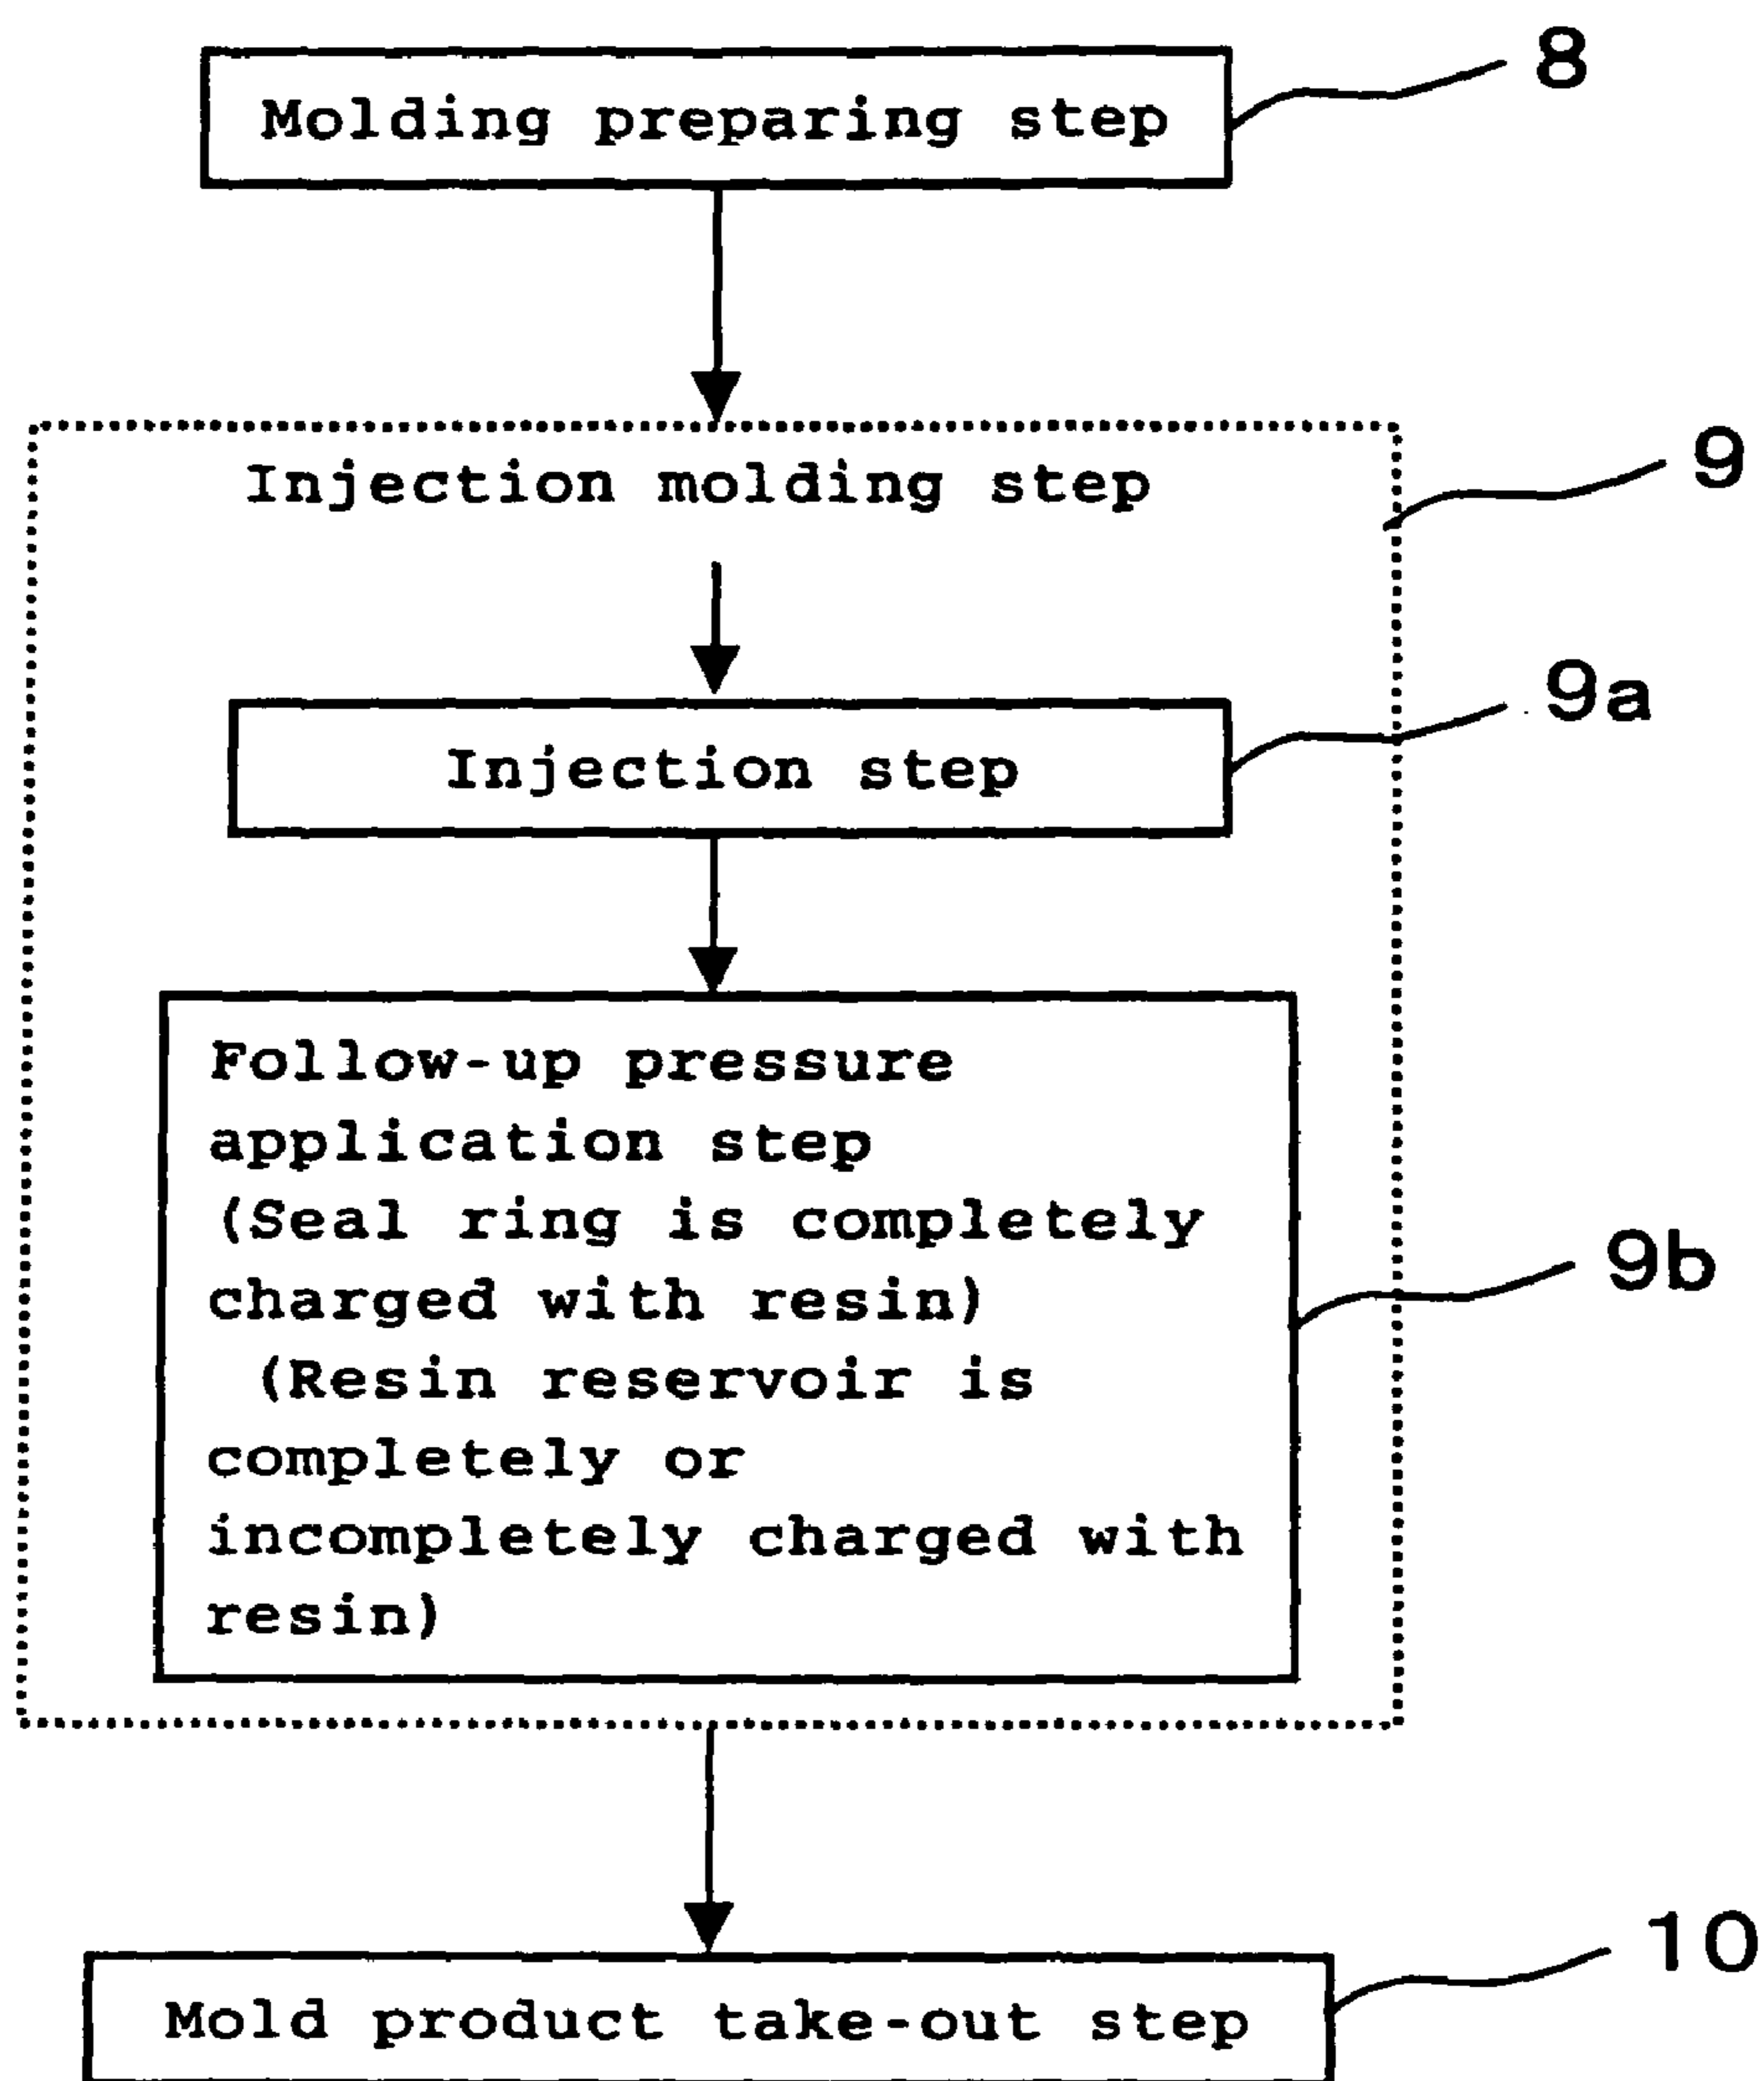 8
Molding preparing step
9
Injection molding step
9a
Injection step
Follow-up pressure
application step
(Seal ring is completely
charged with resin)
(Resin reservoir is
completely or
incompletely charged with
resin)
9b
10
Mold product take-out step